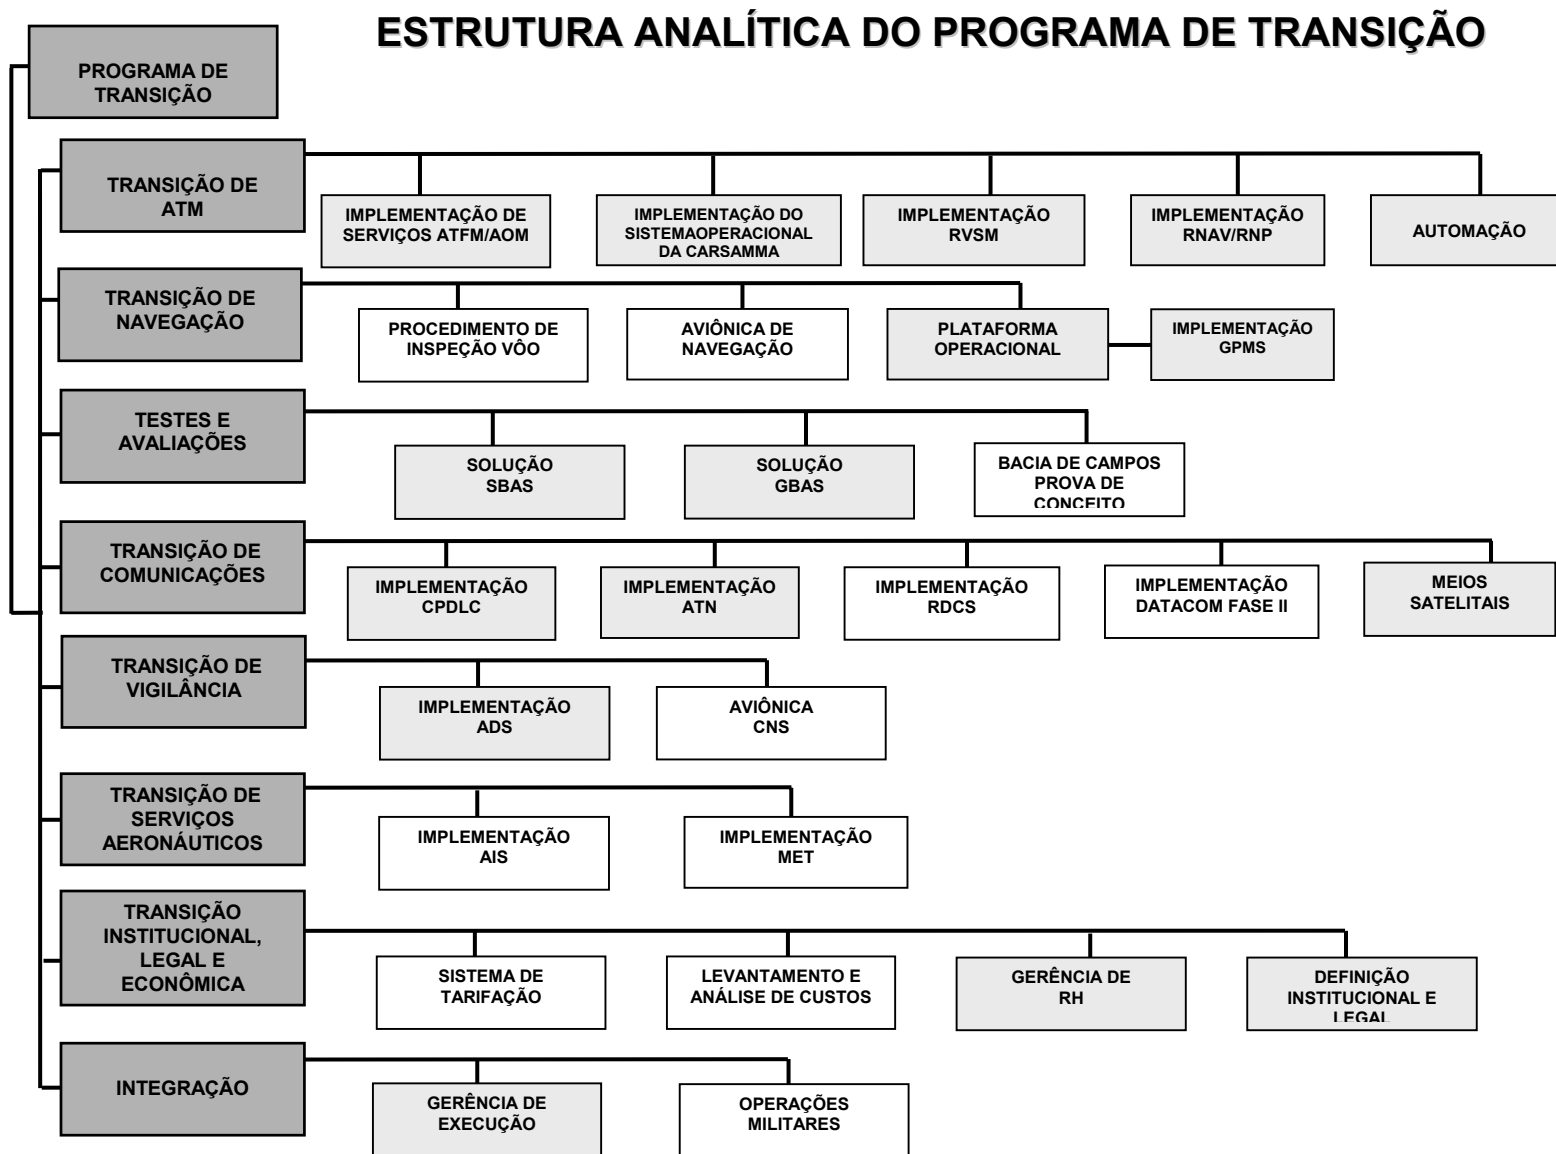 ESTRUTURA ANALÍTICA DO PROGRAMA DE TRANSIÇÃO
PROGRAMA DE
TRANSIÇÃO
TRANSIÇÃO DE
ATM
IMPLEMENTAÇÃO DE
SERVIÇOS ATFM/AOM
IMPLEMENTAÇÃO DO
SISTEMAOPERACIONAL
DA CARSAMMA
IMPLEMENTAÇÃO
RVSM
IMPLEMENTAÇÃO
RNAV/RNP
AUTOMAÇÃO
TRANSIÇÃO DE
NAVEGAÇÃO
PROCEDIMENTO DE
INSPEÇÃO VÔO
AVIÔNICA DE
NAVEGAÇÃO
PLATAFORMA
OPERACIONAL
IMPLEMENTAÇÃO
GPMS
TESTES E
AVALIAÇÕES
SOLUÇÃO
SBAS
SOLUÇÃO
GBAS
BACIA DE CAMPOS
PROVA DE
CONCEITO
TRANSIÇÃO DE
COMUNICAÇÕES
IMPLEMENTAÇÃO
CPDLC
IMPLEMENTAÇÃO
ATN
IMPLEMENTAÇÃO
RDCS
IMPLEMENTAÇÃO
DATACOM FASE II
MEIOS
SATELITAIS
TRANSIÇÃO DE
VIGILÂNCIA
IMPLEMENTAÇÃO
ADS
AVIÔNICA
CNS
TRANSIÇÃO DE
SERVIÇOS
AERONÁUTICOS
IMPLEMENTAÇÃO
AIS
IMPLEMENTAÇÃO
MET
TRANSIÇÃO
INSTITUCIONAL,
LEGAL E
ECONÔMICA
SISTEMA DE
TARIFAÇÃO
LEVANTAMENTO E
ANÁLISE DE CUSTOS
GERÊNCIA DE
RH
DEFINIÇÃO
INSTITUCIONAL E
LEGAL
INTEGRAÇÃO
GERÊNCIA DE
EXECUÇÃO
OPERAÇÕES
MILITARES